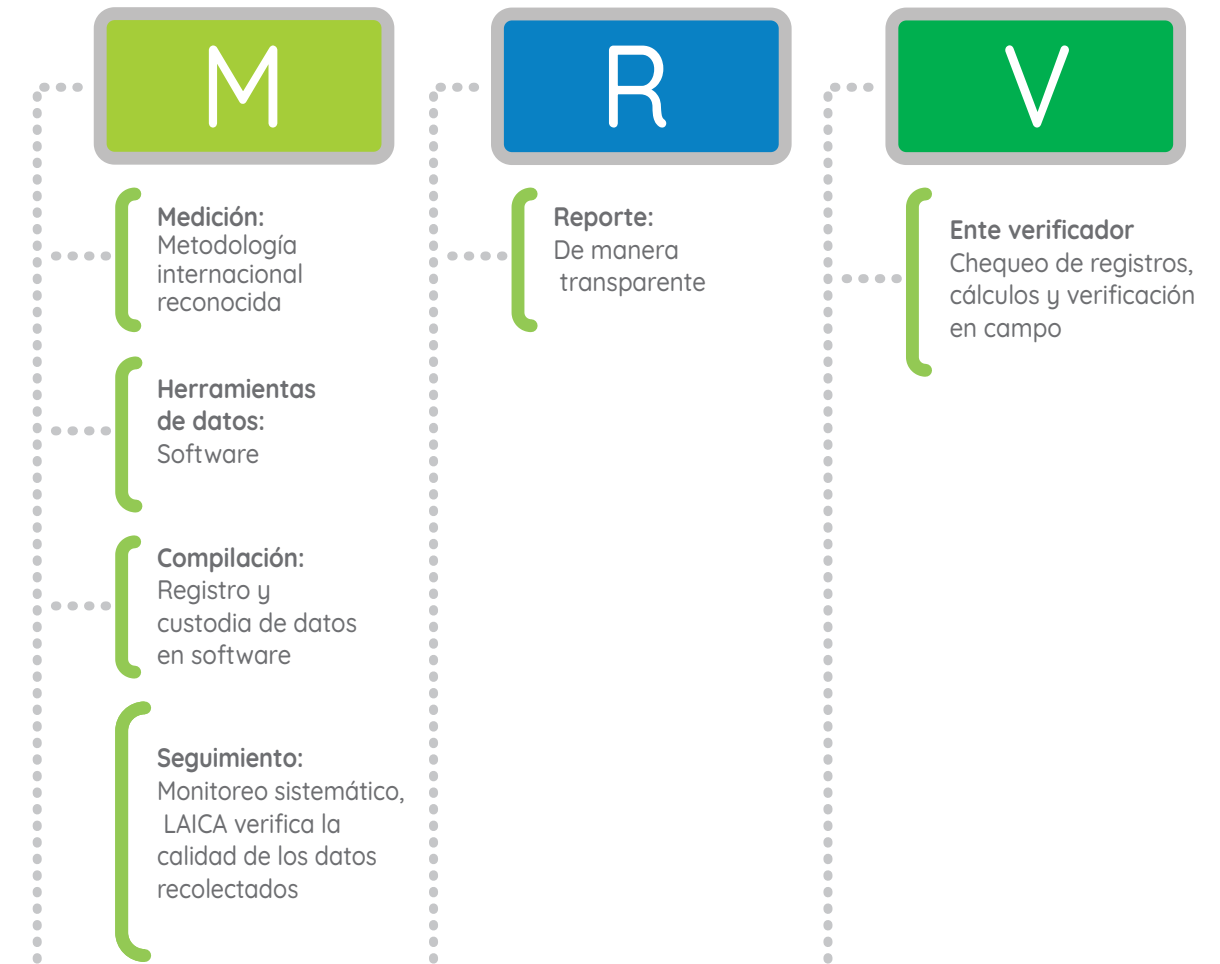 M
Medición:
Metodología
internacional
reconocida
Herramientas
de datos:
Software
Compilación:
Registro y
custodia de datos
en software
Seguimiento:
Monitoreo sistemático,
LAICA verifica la
calidad de los datos
recolectados
R
Reporte:
De manera
transparente
V
Ente verificador
Chequeo de registros,
cálculos y verificación
en campo